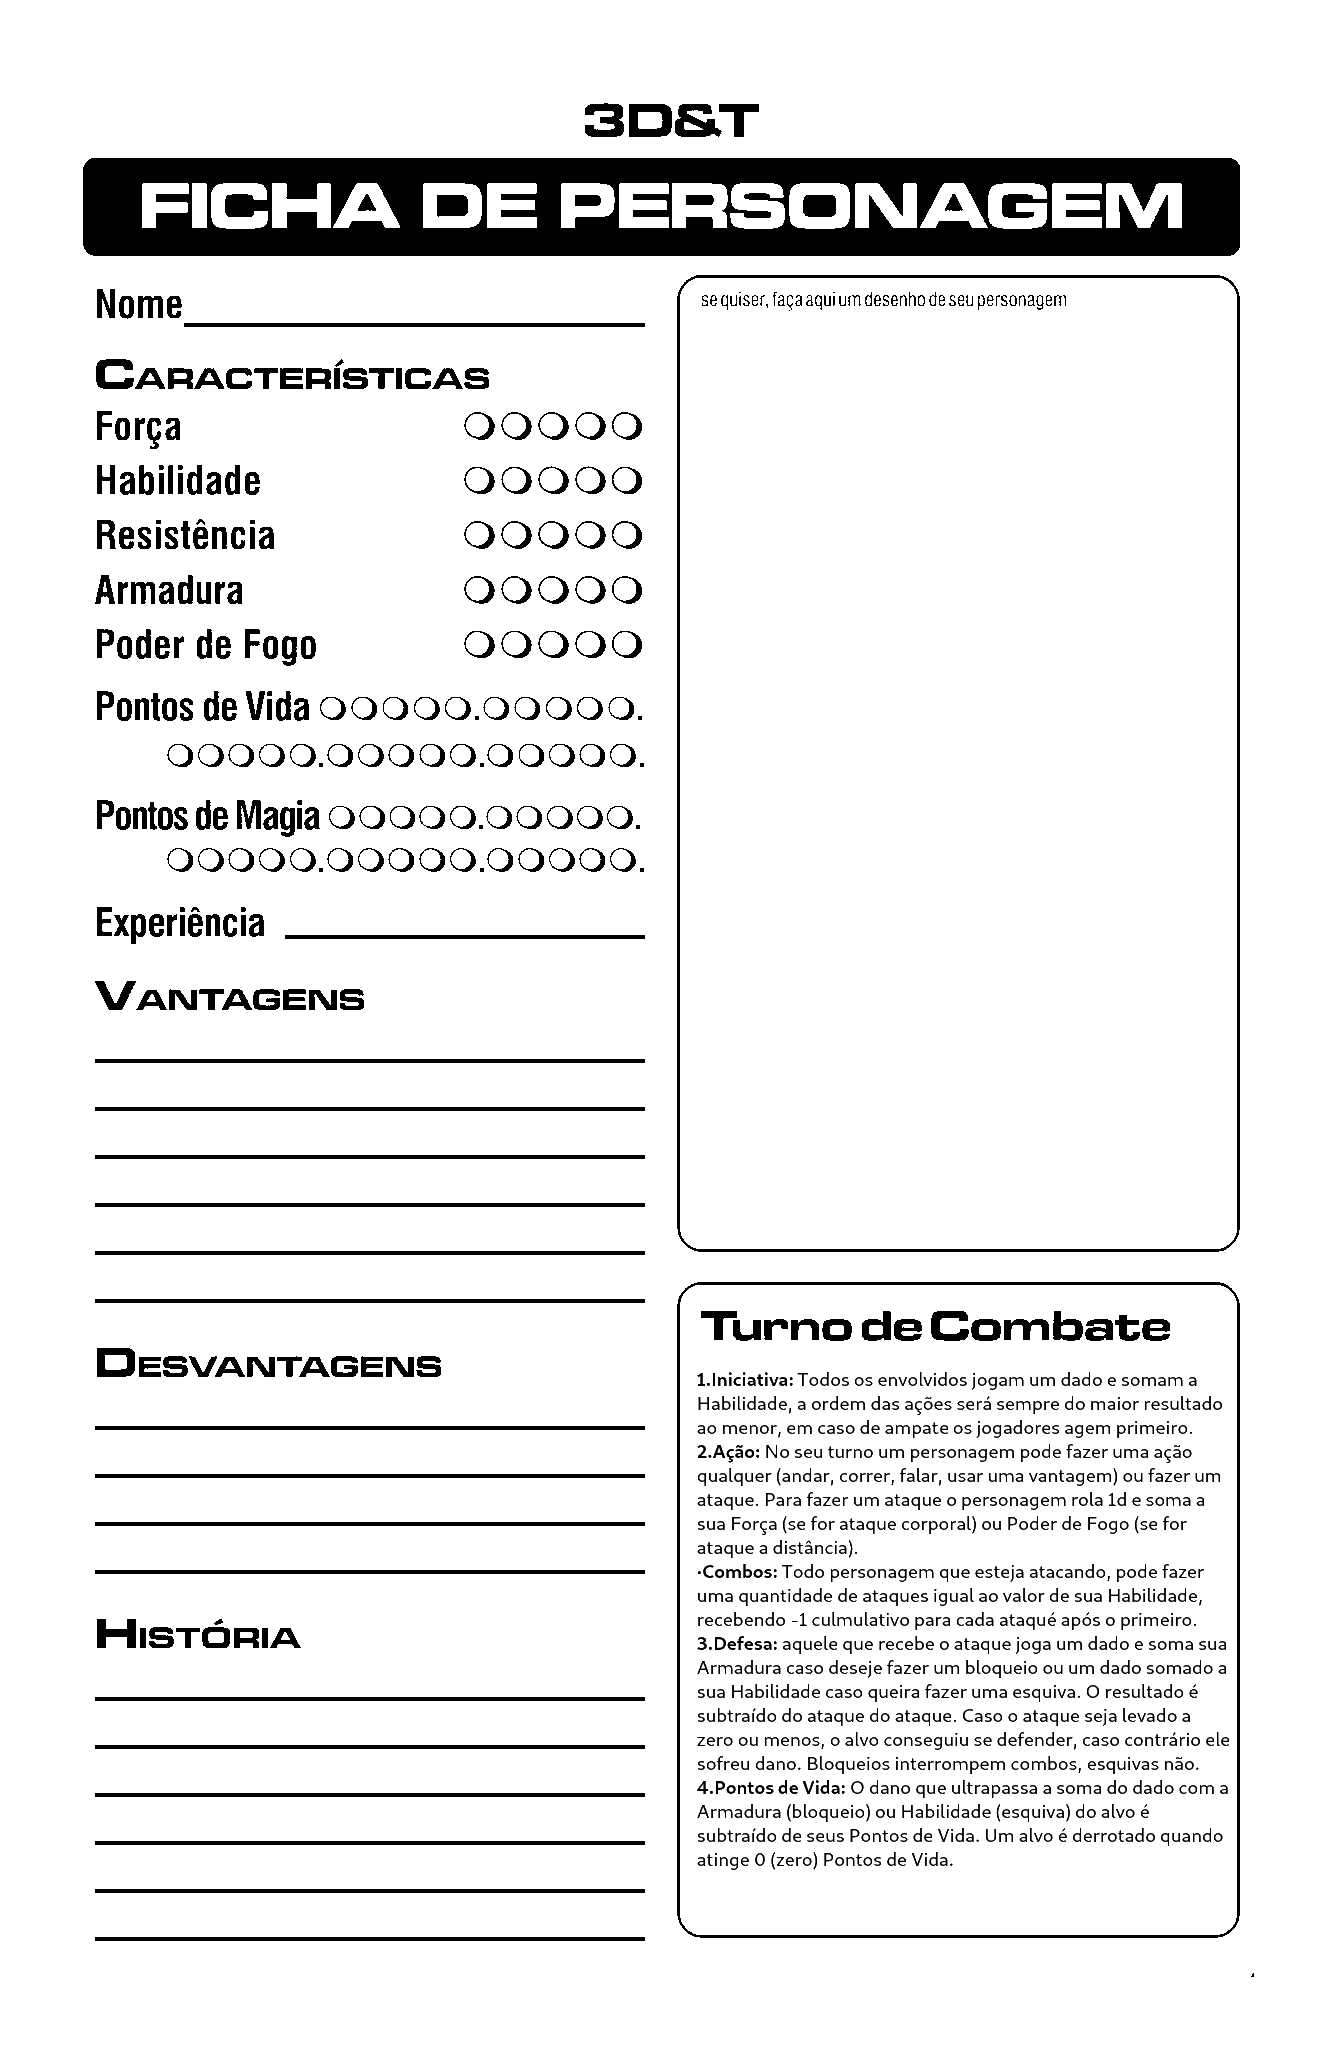 3D&T
FICHA DE PERSONAGEM
Nome
CARACTERÍSTICAS
Força
Habilidade
Resistência
Armadura
Poder de Fogo
Pontos de Vida
Pontos de Magia
Experiência
VANTAGENS
DESVANTAGENS
HISTÓRIA
se quiser, faça aqui um desenho de seu personagem
Turno de Combate
1.Iniciativa: Todos os envolvidos jogam um dado e somam a
Habilidade, a ordem das ações será sempre do maior resultado
ao menor, em caso de ampate os jogadores agem primeiro.
2.Ação: No seu turno um personagem pode fazer uma ação
qualquer (andar, correr, falar, usar uma vantagem) ou fazer um
ataque. Para fazer um ataque o personagem rola 1d e soma a
sua Força (se for ataque corporal) ou Poder de Fogo (se for
ataque a distância).
·Combos: Todo personagem que esteja atacando, pode fazer
uma quantidade de ataques igual ao valor de sua Habilidade,
recebendo -1 culmulativo para cada ataqué após o primeiro.
3.Defesa: aquele que recebe o ataque joga um dado e soma sua
Armadura caso deseje fazer um bloqueio ou um dado somado a
sua Habilidade caso queira fazer uma esquiva. O resultado é
subtraído do ataque do ataque. Caso o ataque seja levado a
zero ou menos, o alvo conseguiu se defender, caso contrário ele
sofreu dano. Bloqueios interrompem combos, esquivas não.
4.Pontos de Vida: O dano que ultrapassa a soma do dado com a
Armadura (bloqueio) ou Habilidade (esquiva) do alvo é
subtraído de seus Pontos de Vida. Um alvo é derrotado quando
atinge 0 (zero) Pontos de Vida.